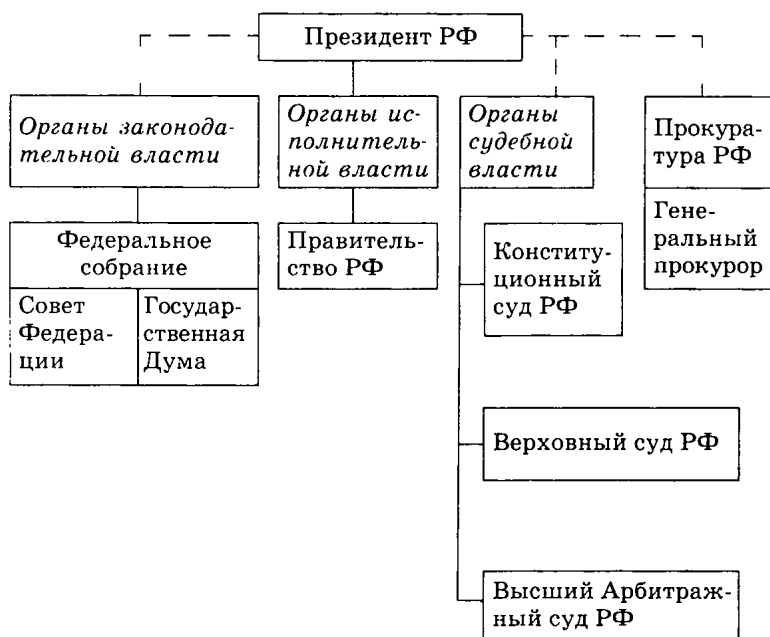 Президент РФ
Органы законода-
тельной власти
Органы ис-
полнитель-
ной власти
Органы
судебной
власти
Прокура-
тура РФ
Гене-
ральный
прокурор
Федеральное
собрание
Совет
Федера-
ции
Государ-
ственная
Дума
Правитель-
ство РФ
Конститу-
ционный
суд РФ
Верховный суд РФ
Высший Арбитраж-
ный суд РФ